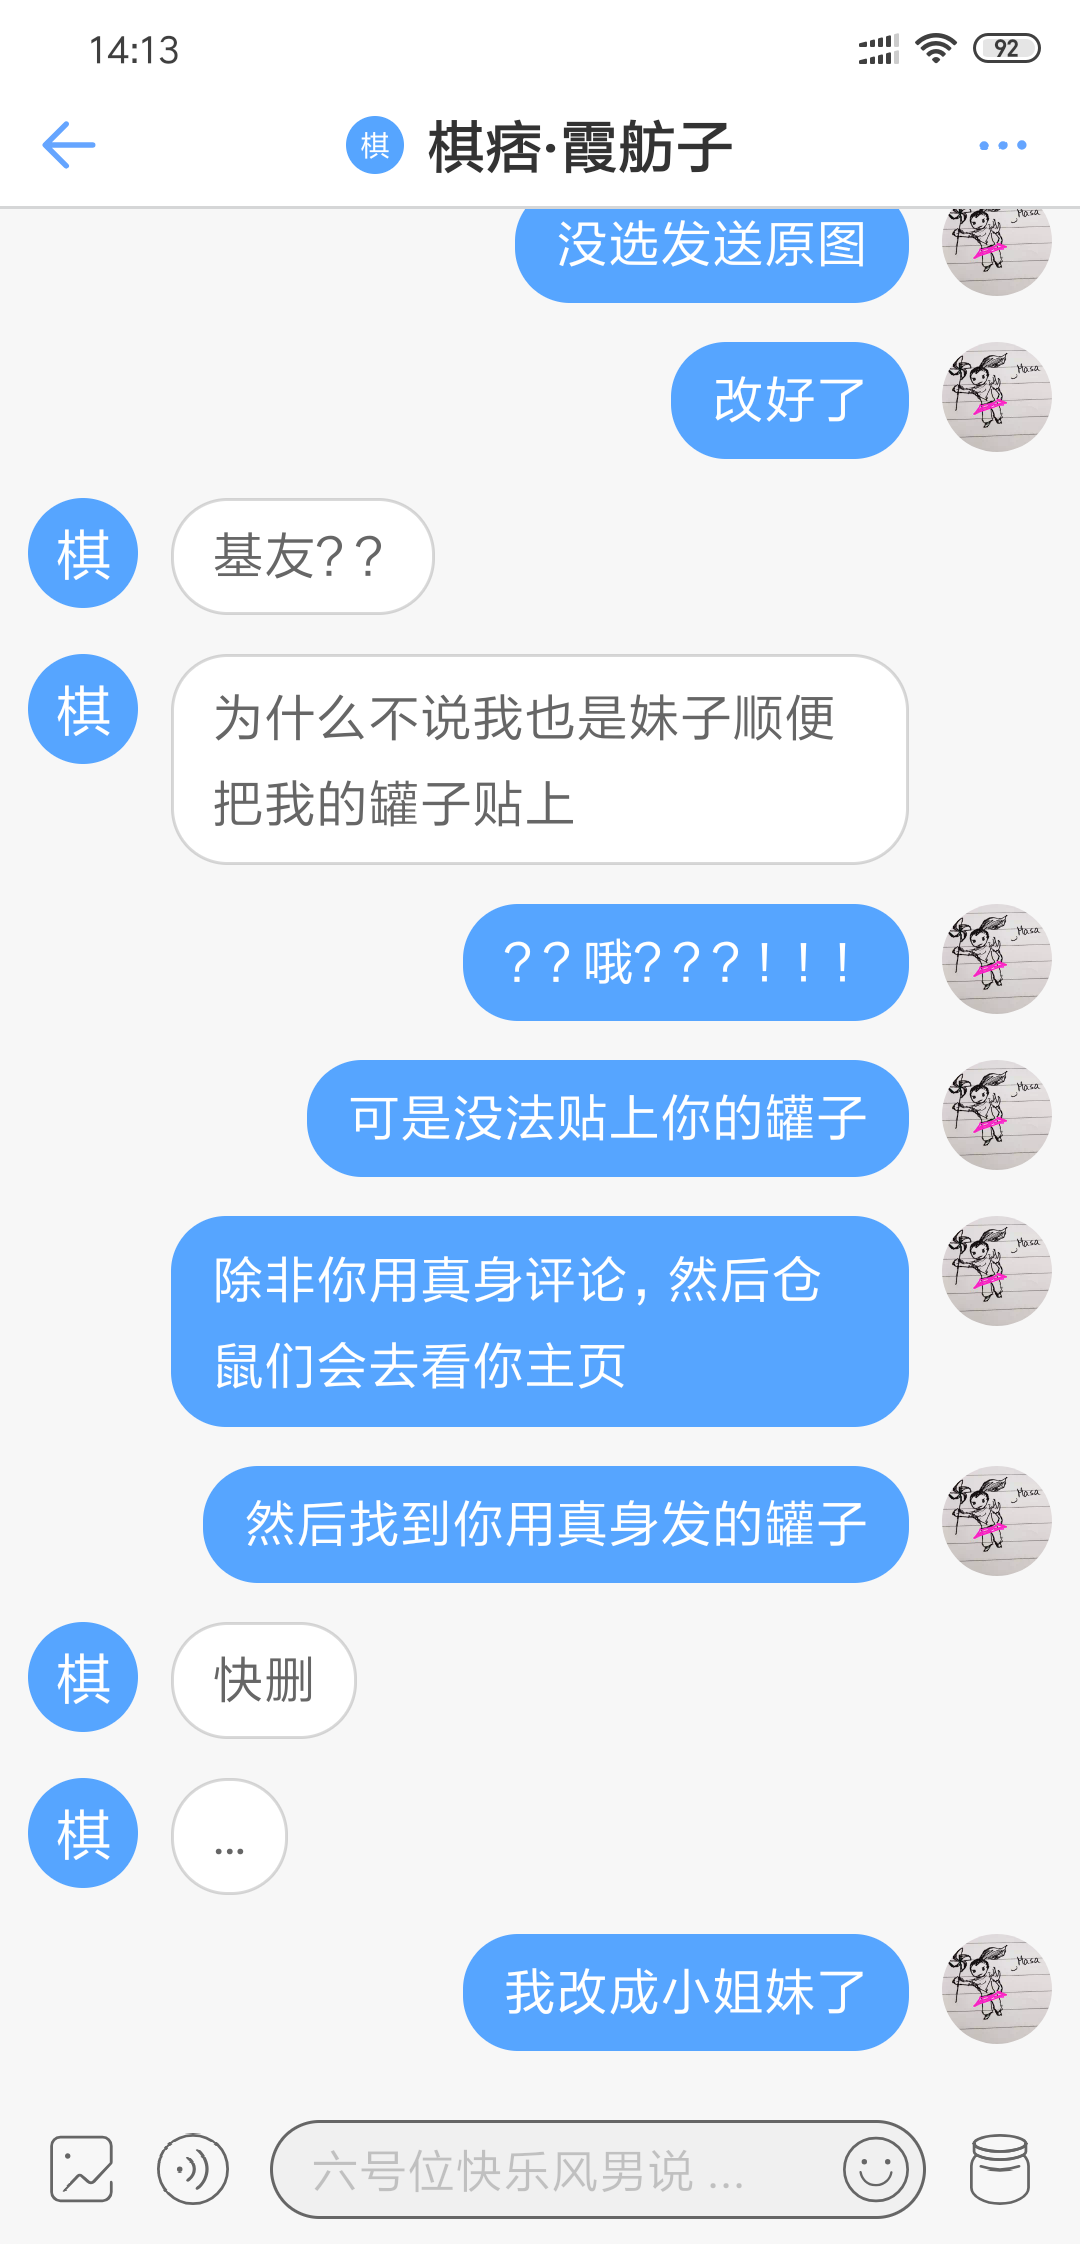 14:13
92
棋 棋痞·霞舫子
没选发送原图
Masa
改好了
Masa
棋
基友？？
棋
为什么不说我也是妹子顺便
把我的罐子贴上
？？哦？？？！！！
Masa
可是没法贴上你的罐子
Masa
除非你用真身评论，然后仓
鼠们会去看你主页
Masa
然后找到你用真身发的罐子
Masa
棋
快删
棋
...
我改成小姐妹了
Masa
六号位快乐风男说 ...